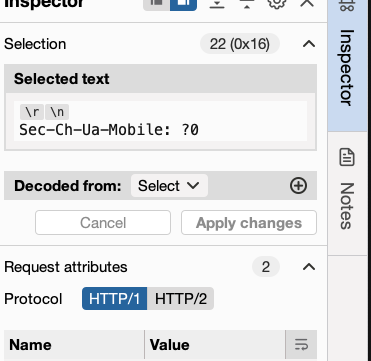 Inspector
Selection 22 (0x16)
Selected text
\r \n
Sec-Ch-Ua-Mobile: ?0
Decoded from: Select
Cancel Apply changes
Request attributes 2
Protocol HTTP/1 HTTP/2
Name Value
Inspector
Notes